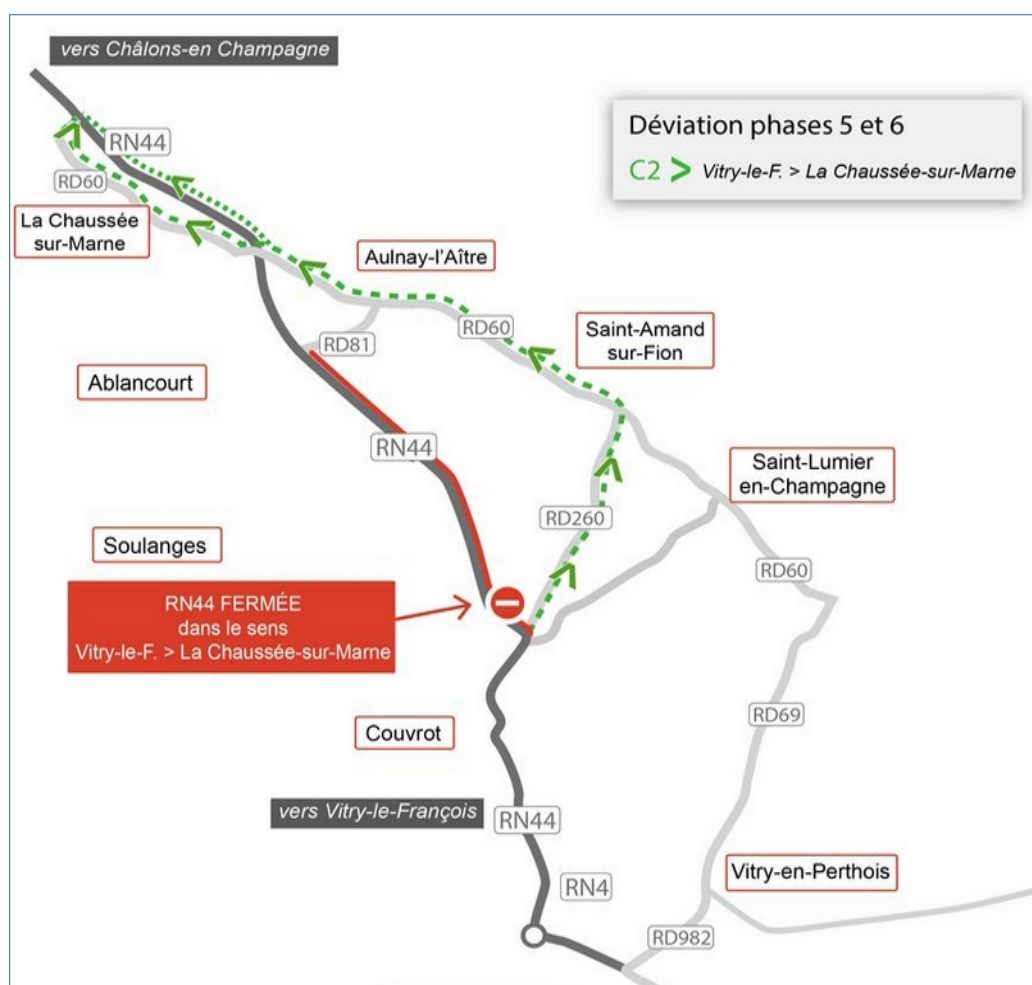 vers Châlons-en Champagne
Déviation phases 5 et 6
C2 > Vitry-le-F. > La Chaussée-sur-Marne
RN44
RD60
La Chaussée
sur-Marne
Aulnay-l'Aître
RD60
Saint-Amand
sur-Fion
RD81
Ablancourt
RN44
Saint-Lumier
en-Champagne
RD260
Soulanges
RD60
RN44 FERMÉE
dans le sens
Vitry-le-F. > La Chaussée-sur-Marne
RD69
Couvrot
vers Vitry-le-François
RN44
Vitry-en-Perthois
RN4
RD982